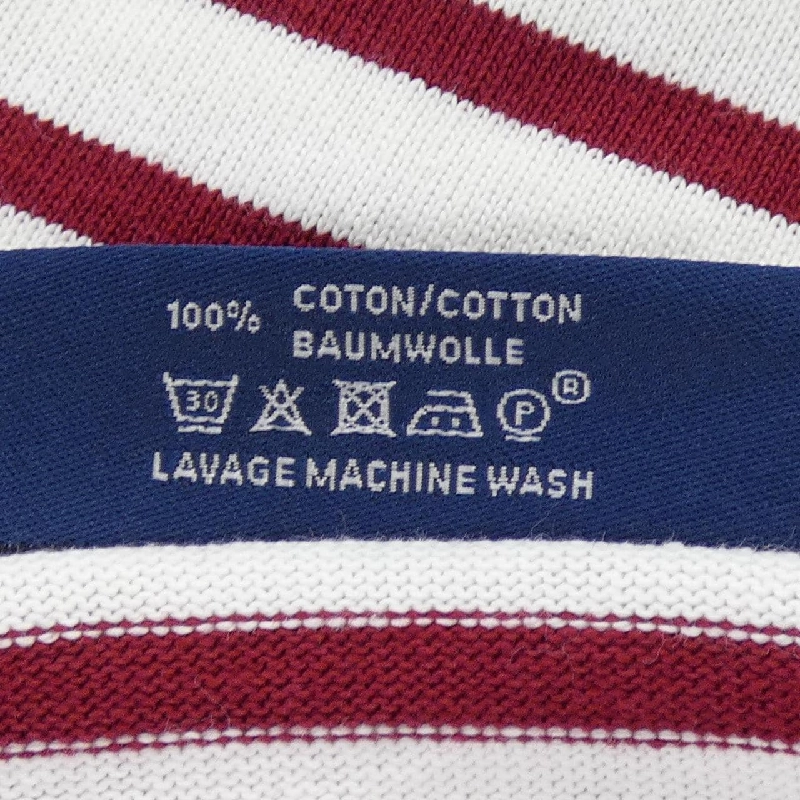 100% COTON/COTTON
BAUMWOLLE
30 P ®
LAVAGE MACHINE WASH